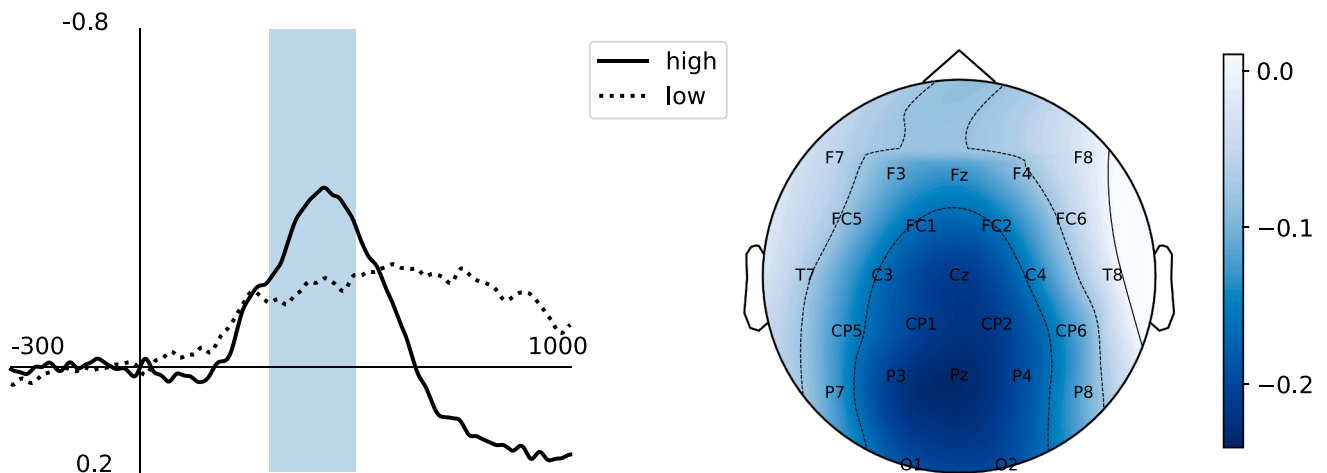 -0.8
high
low
-300
1000
0.2
F7
F8
F3
Fz
F4
FC5
FC6
FC1
FC2
T7
C3
Cz
C4
T8
CP5
CP1
CP2
CP6
P7
P3
Pz
P4
P8
O1
O2
0.0
−0.1
−0.2